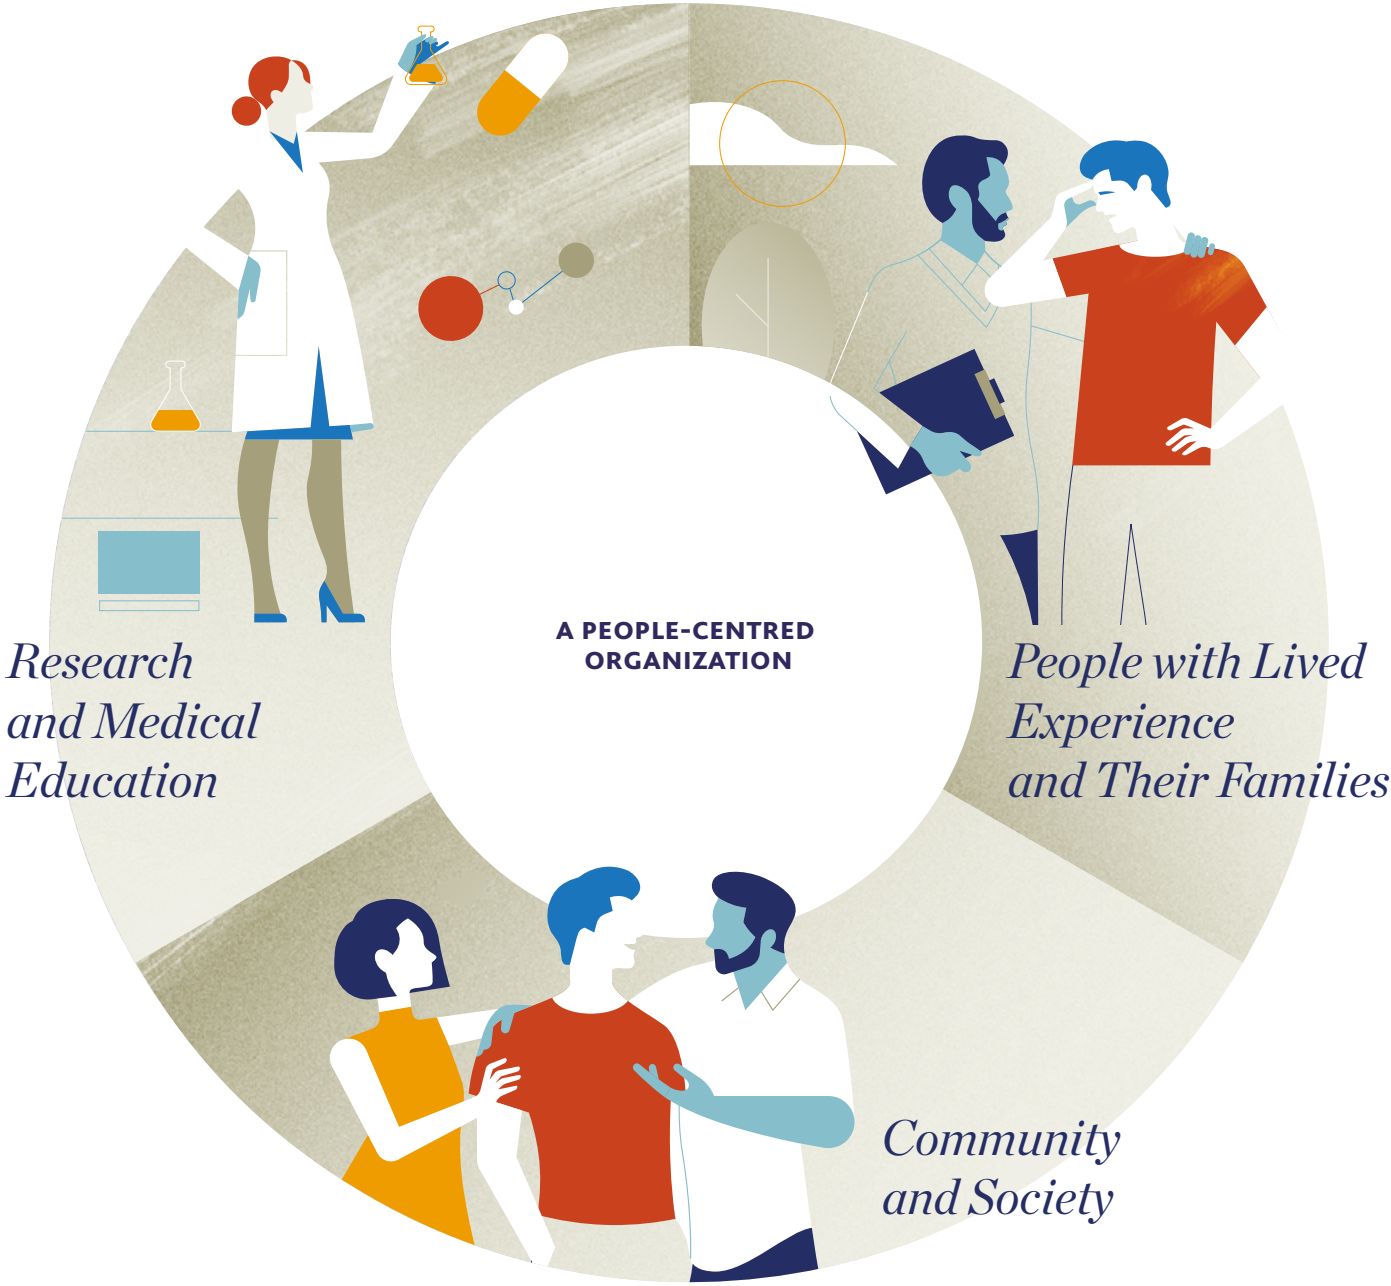 A PEOPLE-CENTRED
ORGANIZATION
Research
and Medical
Education
People with Lived
Experience
and Their Families
Community
and Society